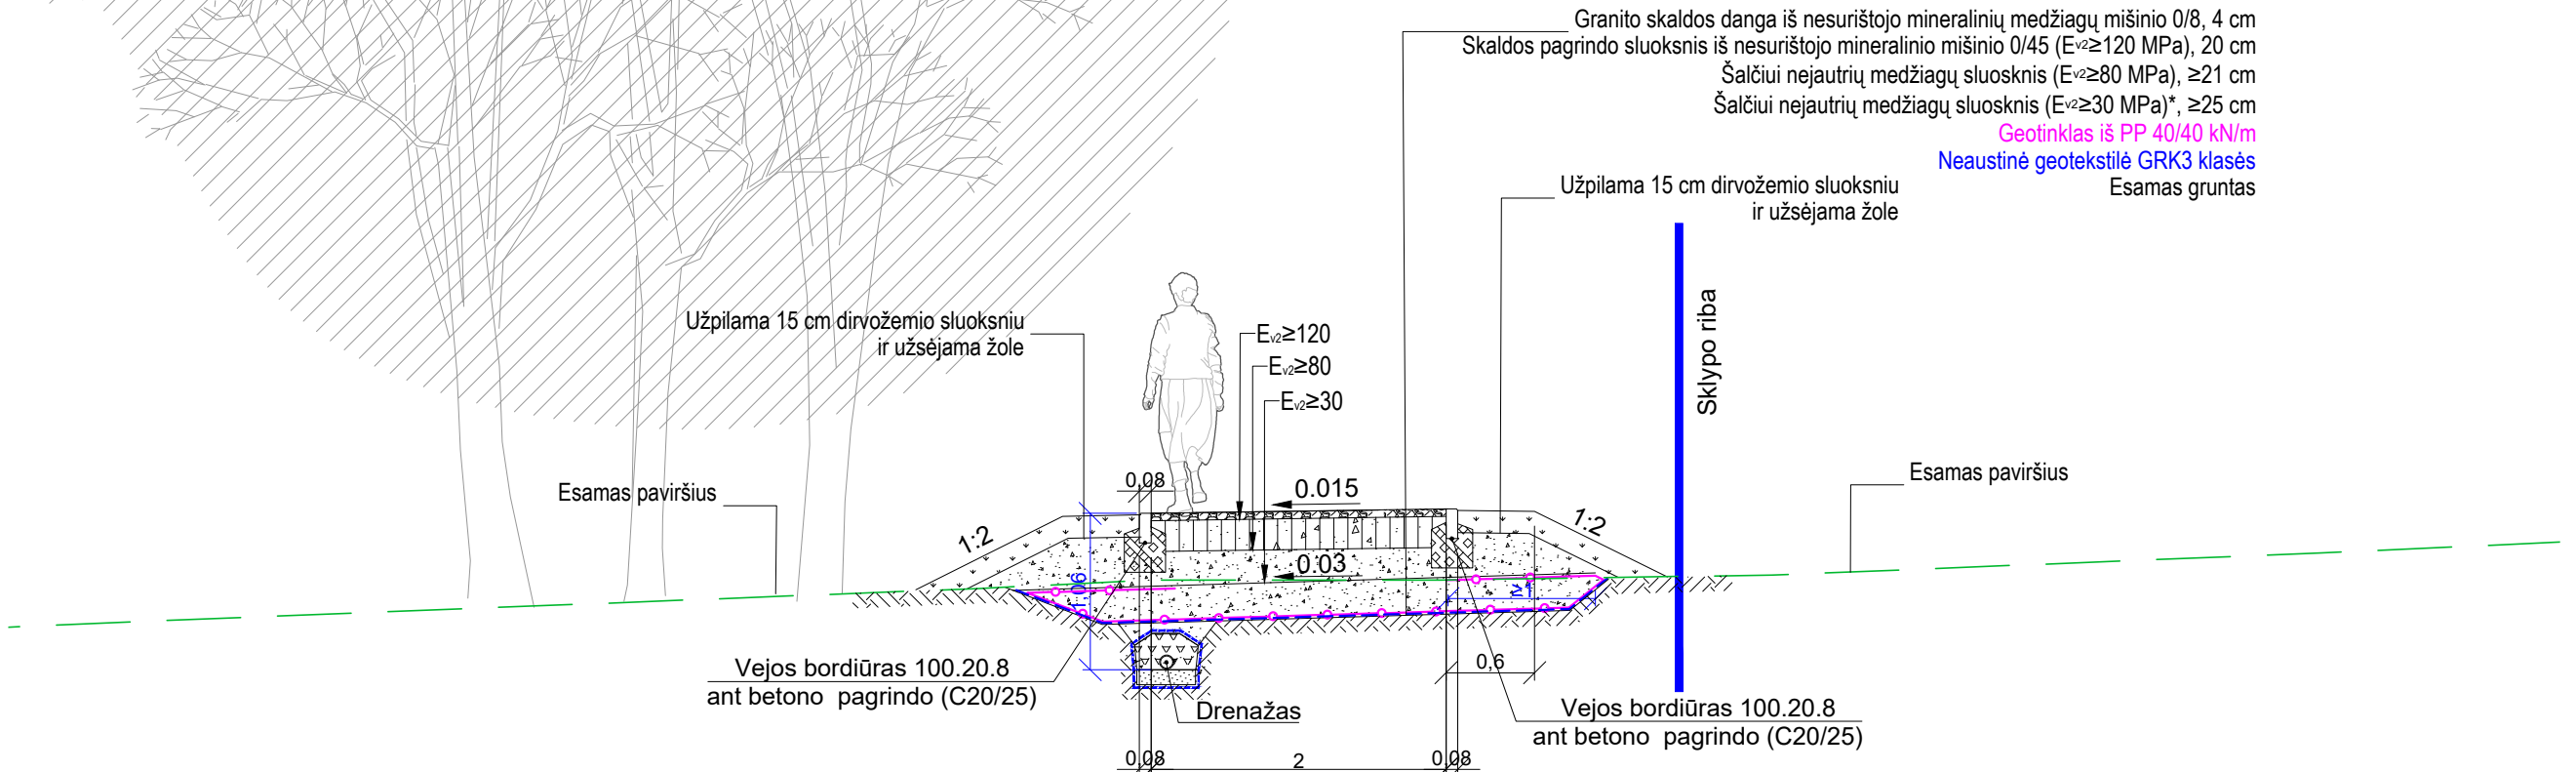 Granito skaldos danga iš nesurištojo mineralinių medžiagų mišinio 0/8, 4 cm
Skaldos pagrindo sluoksnis iš nesurištojo mineralinio mišinio 0/45 (Ev2≥120 MPa), 20 cm
Šalčiui nejautrių medžiagų sluosknis (Ev2≥80 MPa), ≥21 cm
Šalčiui nejautrių medžiagų sluosknis (Ev2≥30 MPa)*, ≥25 cm
Geotinklas iš PP 40/40 kN/m
Neaustinė geotekstilė GRK3 klasės
Esamas gruntas
Užpilama 15 cm dirvožemio sluoksniu
ir užsėjama žole
Sklypo riba
Užpilama 15 cm dirvožemio sluoksniu
ir užsėjama žole
Ev2≥120
Ev2≥80
Ev2≥30
Esamas paviršius
Esamas paviršius
0,08
0.015
1:2
1:2
0.03
1,06
0,6
Vejos bordiūras 100.20.8
ant betono pagrindo (C20/25)
Drenažas
Vejos bordiūras 100.20.8
ant betono pagrindo (C20/25)
0,08
2
0,08